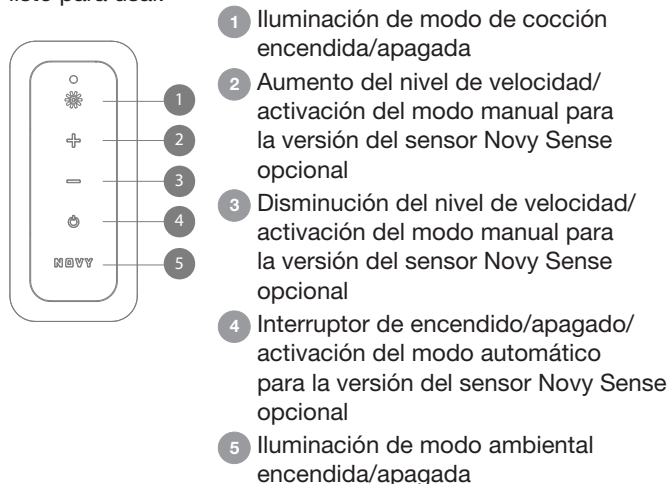 1 Iluminación de modo de cocción
encendida/apagada
2 Aumento del nivel de velocidad/
activación del modo manual para
la versión del sensor Novy Sense
opcional
3 Disminución del nivel de velocidad/
activación del modo manual para
la versión del sensor Novy Sense
opcional
4 Interruptor de encendido/apagado/
activación del modo automático
para la versión del sensor Novy Sense
opcional
5 Iluminación de modo ambiental
encendida/apagada
1
2
3
4
NOVY 5